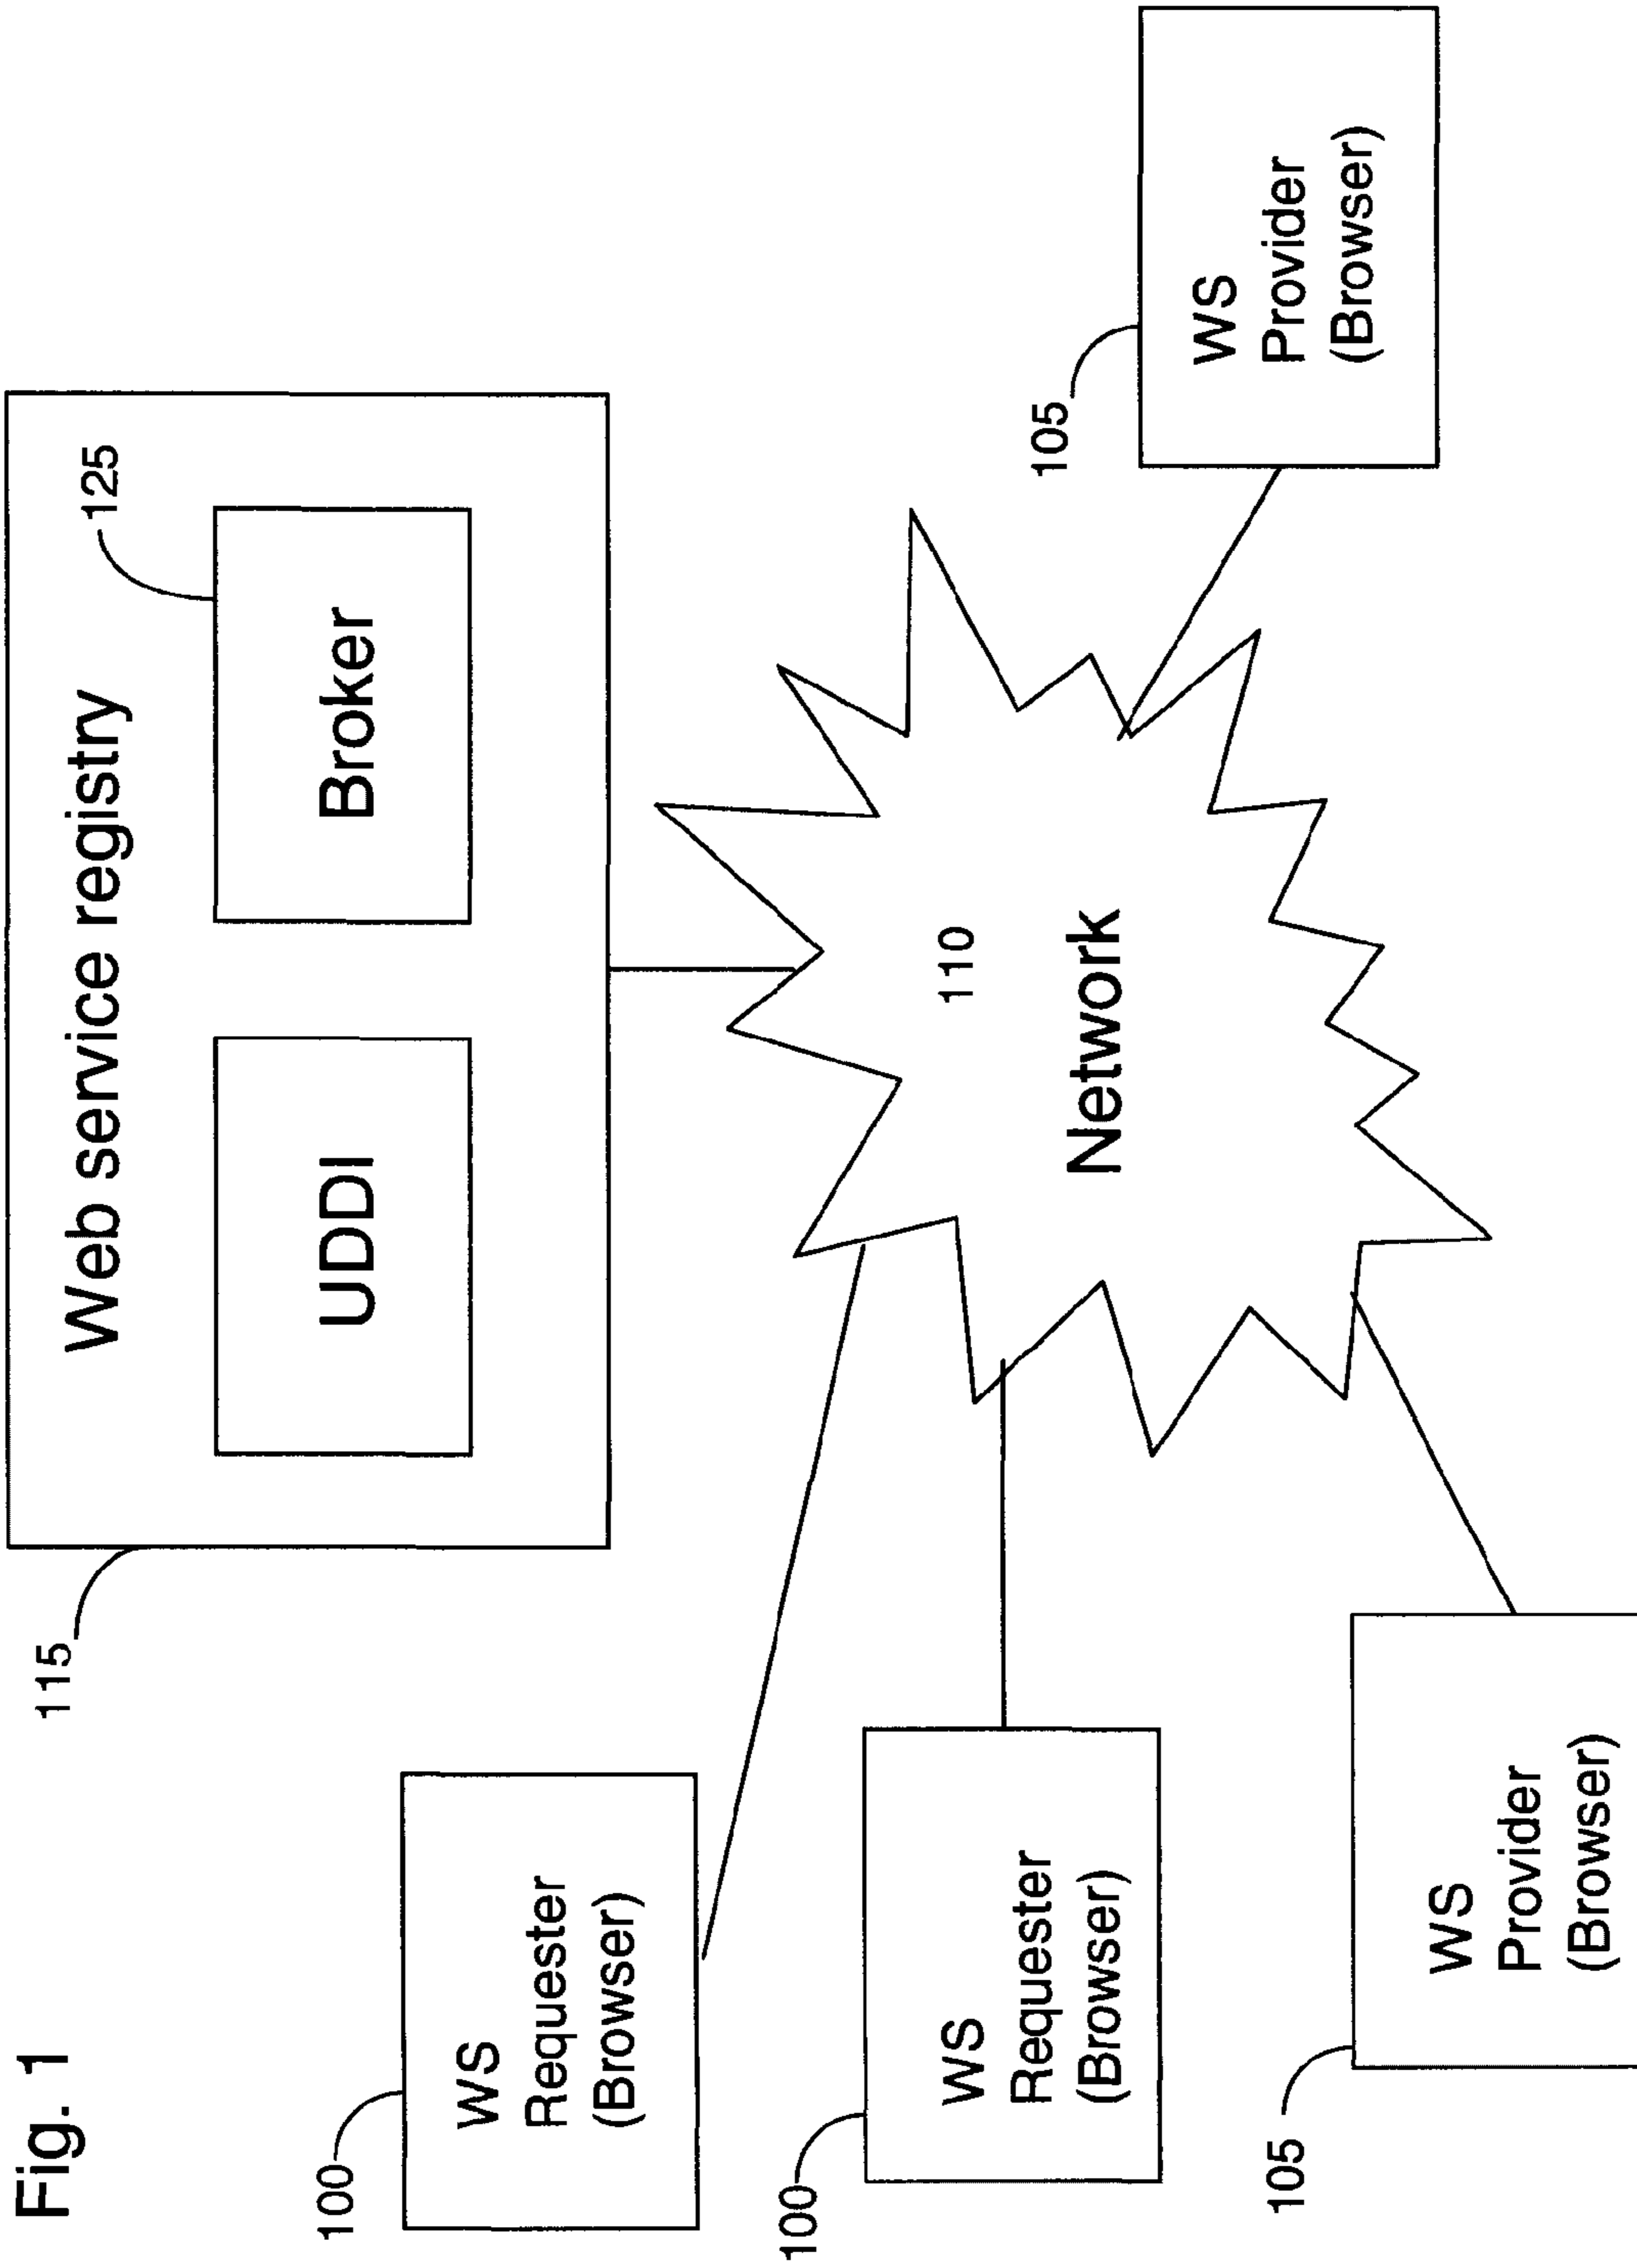 Fig. 1
115
Web service registry
125
UDDI
Broker
100
WS
Requester
(Browser)
110
Network
105
WS
Provider
(Browser)
100
WS
Requester
(Browser)
105
WS
Provider
(Browser)